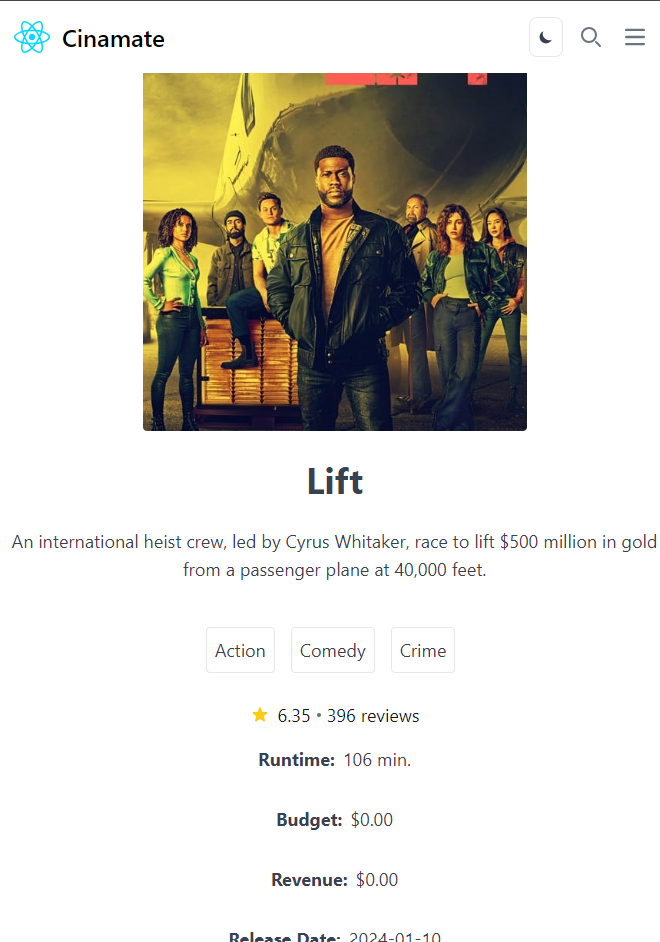 Cinamate
Lift
An international heist crew, led by Cyrus Whitaker, race to lift $500 million in gold
from a passenger plane at 40,000 feet.
Action Comedy Crime
6.35 • 396 reviews
Runtime: 106 min.
Budget: $0.00
Revenue: $0.00
Release Date: 2024-01-10